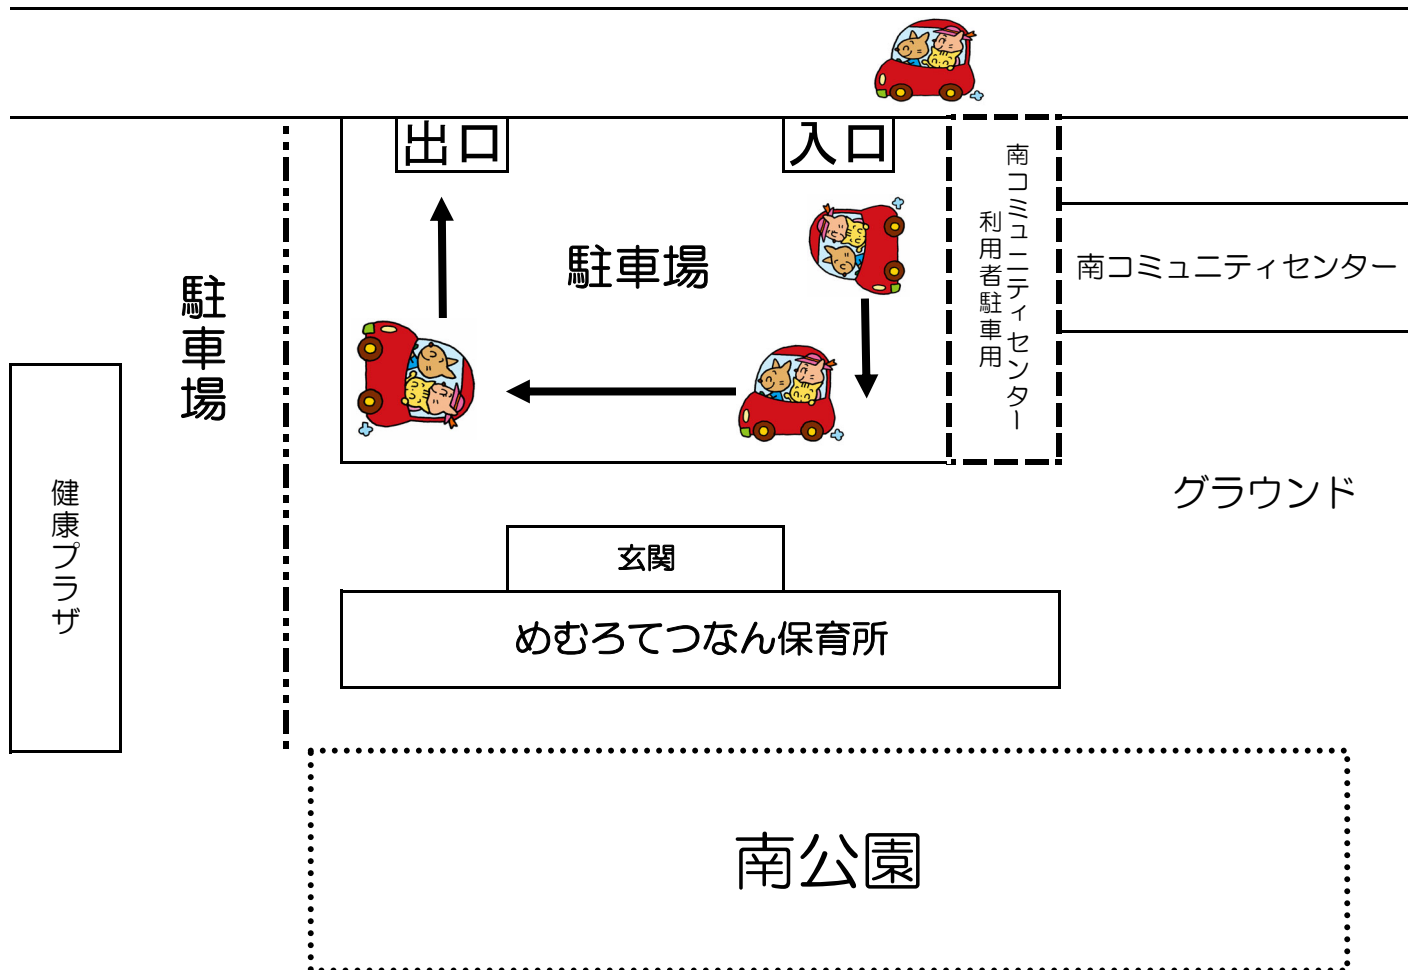 出口
入口
南コミュニティセンター
利用者駐車用
駐車場
南コミュニティセンター
駐車場
健康プラザ
グラウンド
玄関
めむろてつなん保育所
南公園